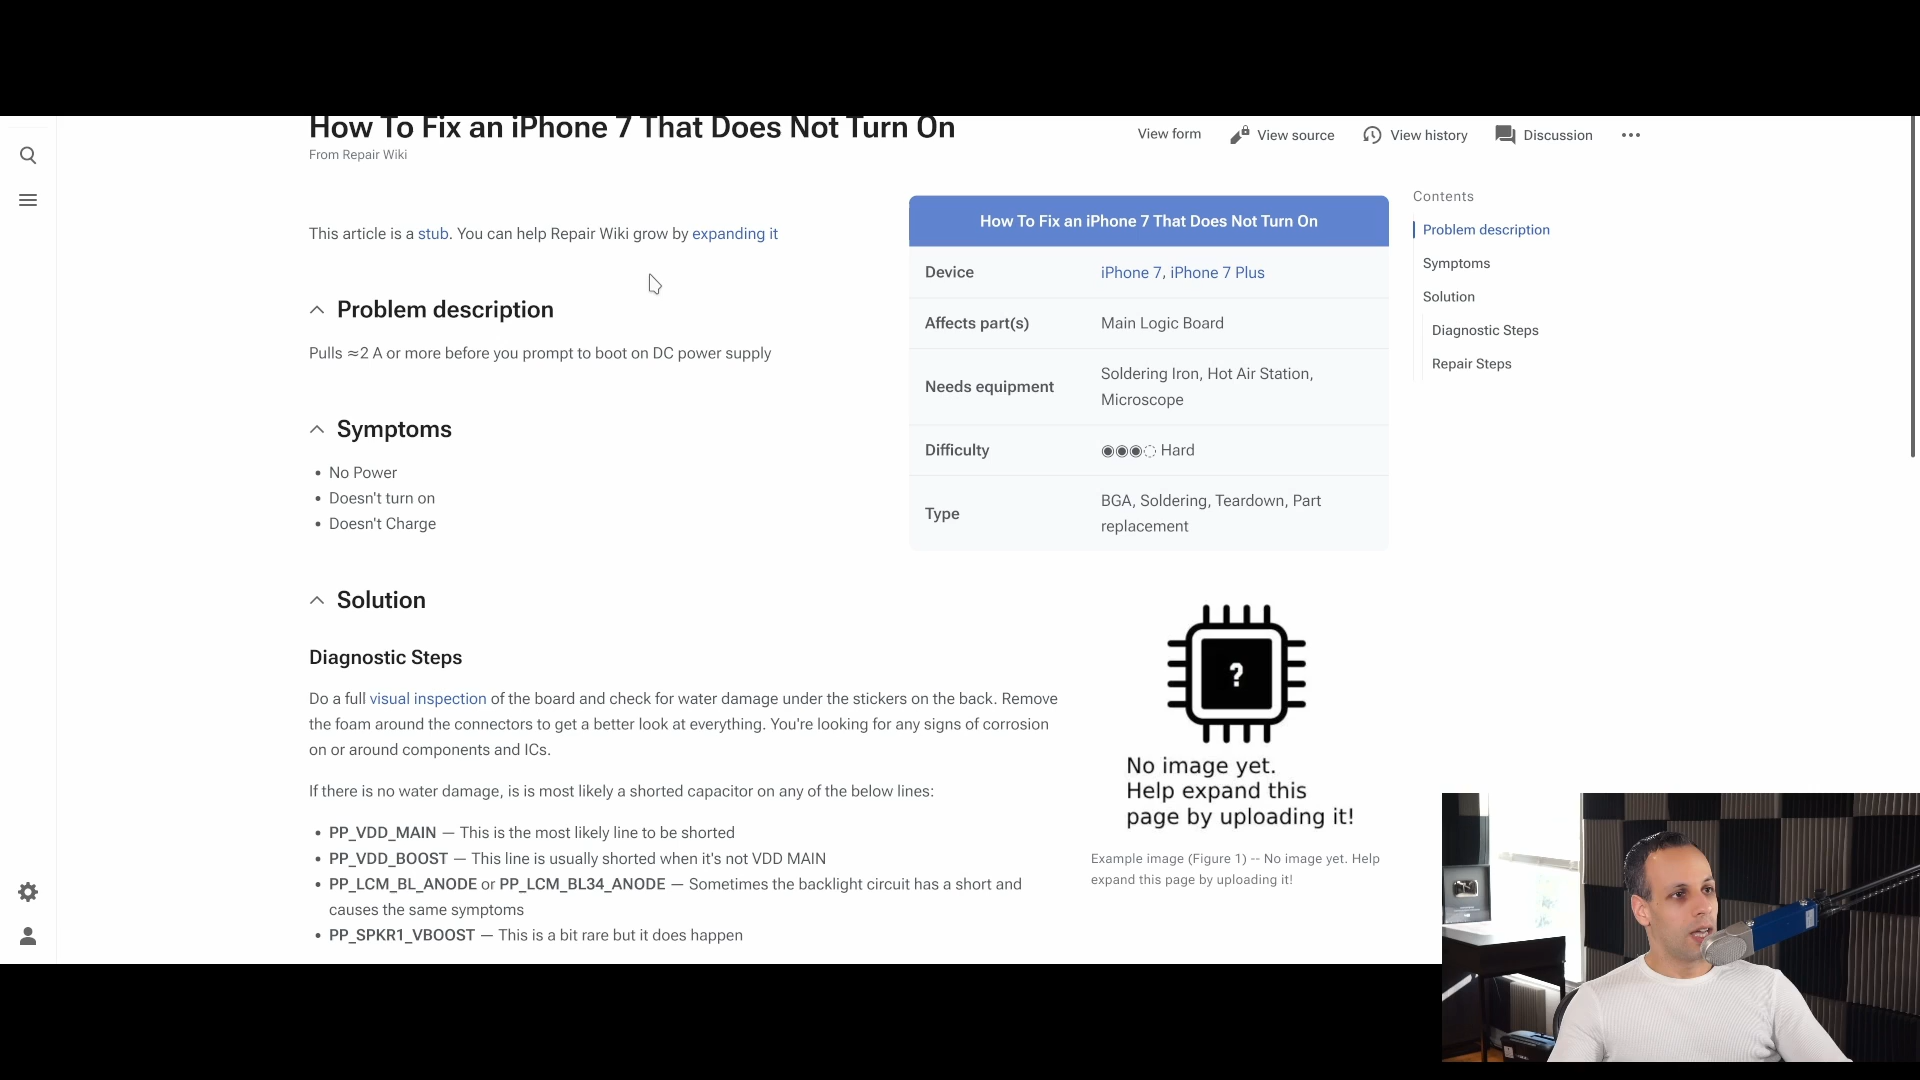 How To Fix an iPhone 7 That Does Not Turn On
From Repair Wiki
View form
View source
View history
Discussion
This article is a stub. You can help Repair Wiki grow by expanding it
Problem description
Pulls ≈2 A or more before you prompt to boot on DC power supply
Symptoms
• No Power
• Doesn't turn on
• Doesn't Charge
Solution
Diagnostic Steps
Do a full visual inspection of the board and check for water damage under the stickers on the back. Remove
the foam around the connectors to get a better look at everything. You're looking for any signs of corrosion
on or around components and ICs.
If there is no water damage, is is most likely a shorted capacitor on any of the below lines:
• PP_VDD_MAIN — This is the most likely line to be shorted
• PP_VDD_BOOST — This line is usually shorted when it's not VDD MAIN
• PP_LCM_BL_ANODE or PP_LCM_BL34_ANODE — Sometimes the backlight circuit has a short and
causes the same symptoms
• PP_SPKR1_VBOOST — This is a bit rare but it does happen
How To Fix an iPhone 7 That Does Not Turn On
Device iPhone 7, iPhone 7 Plus
Affects part(s) Main Logic Board
Needs equipment Soldering Iron, Hot Air Station,
Microscope
Difficulty ◉◉◉◌ Hard
Type BGA, Soldering, Teardown, Part
replacement
?
No image yet.
Help expand this
page by uploading it!
Example image (Figure 1) -- No image yet. Help
expand this page by uploading it!
Contents
Problem description
Symptoms
Solution
Diagnostic Steps
Repair Steps